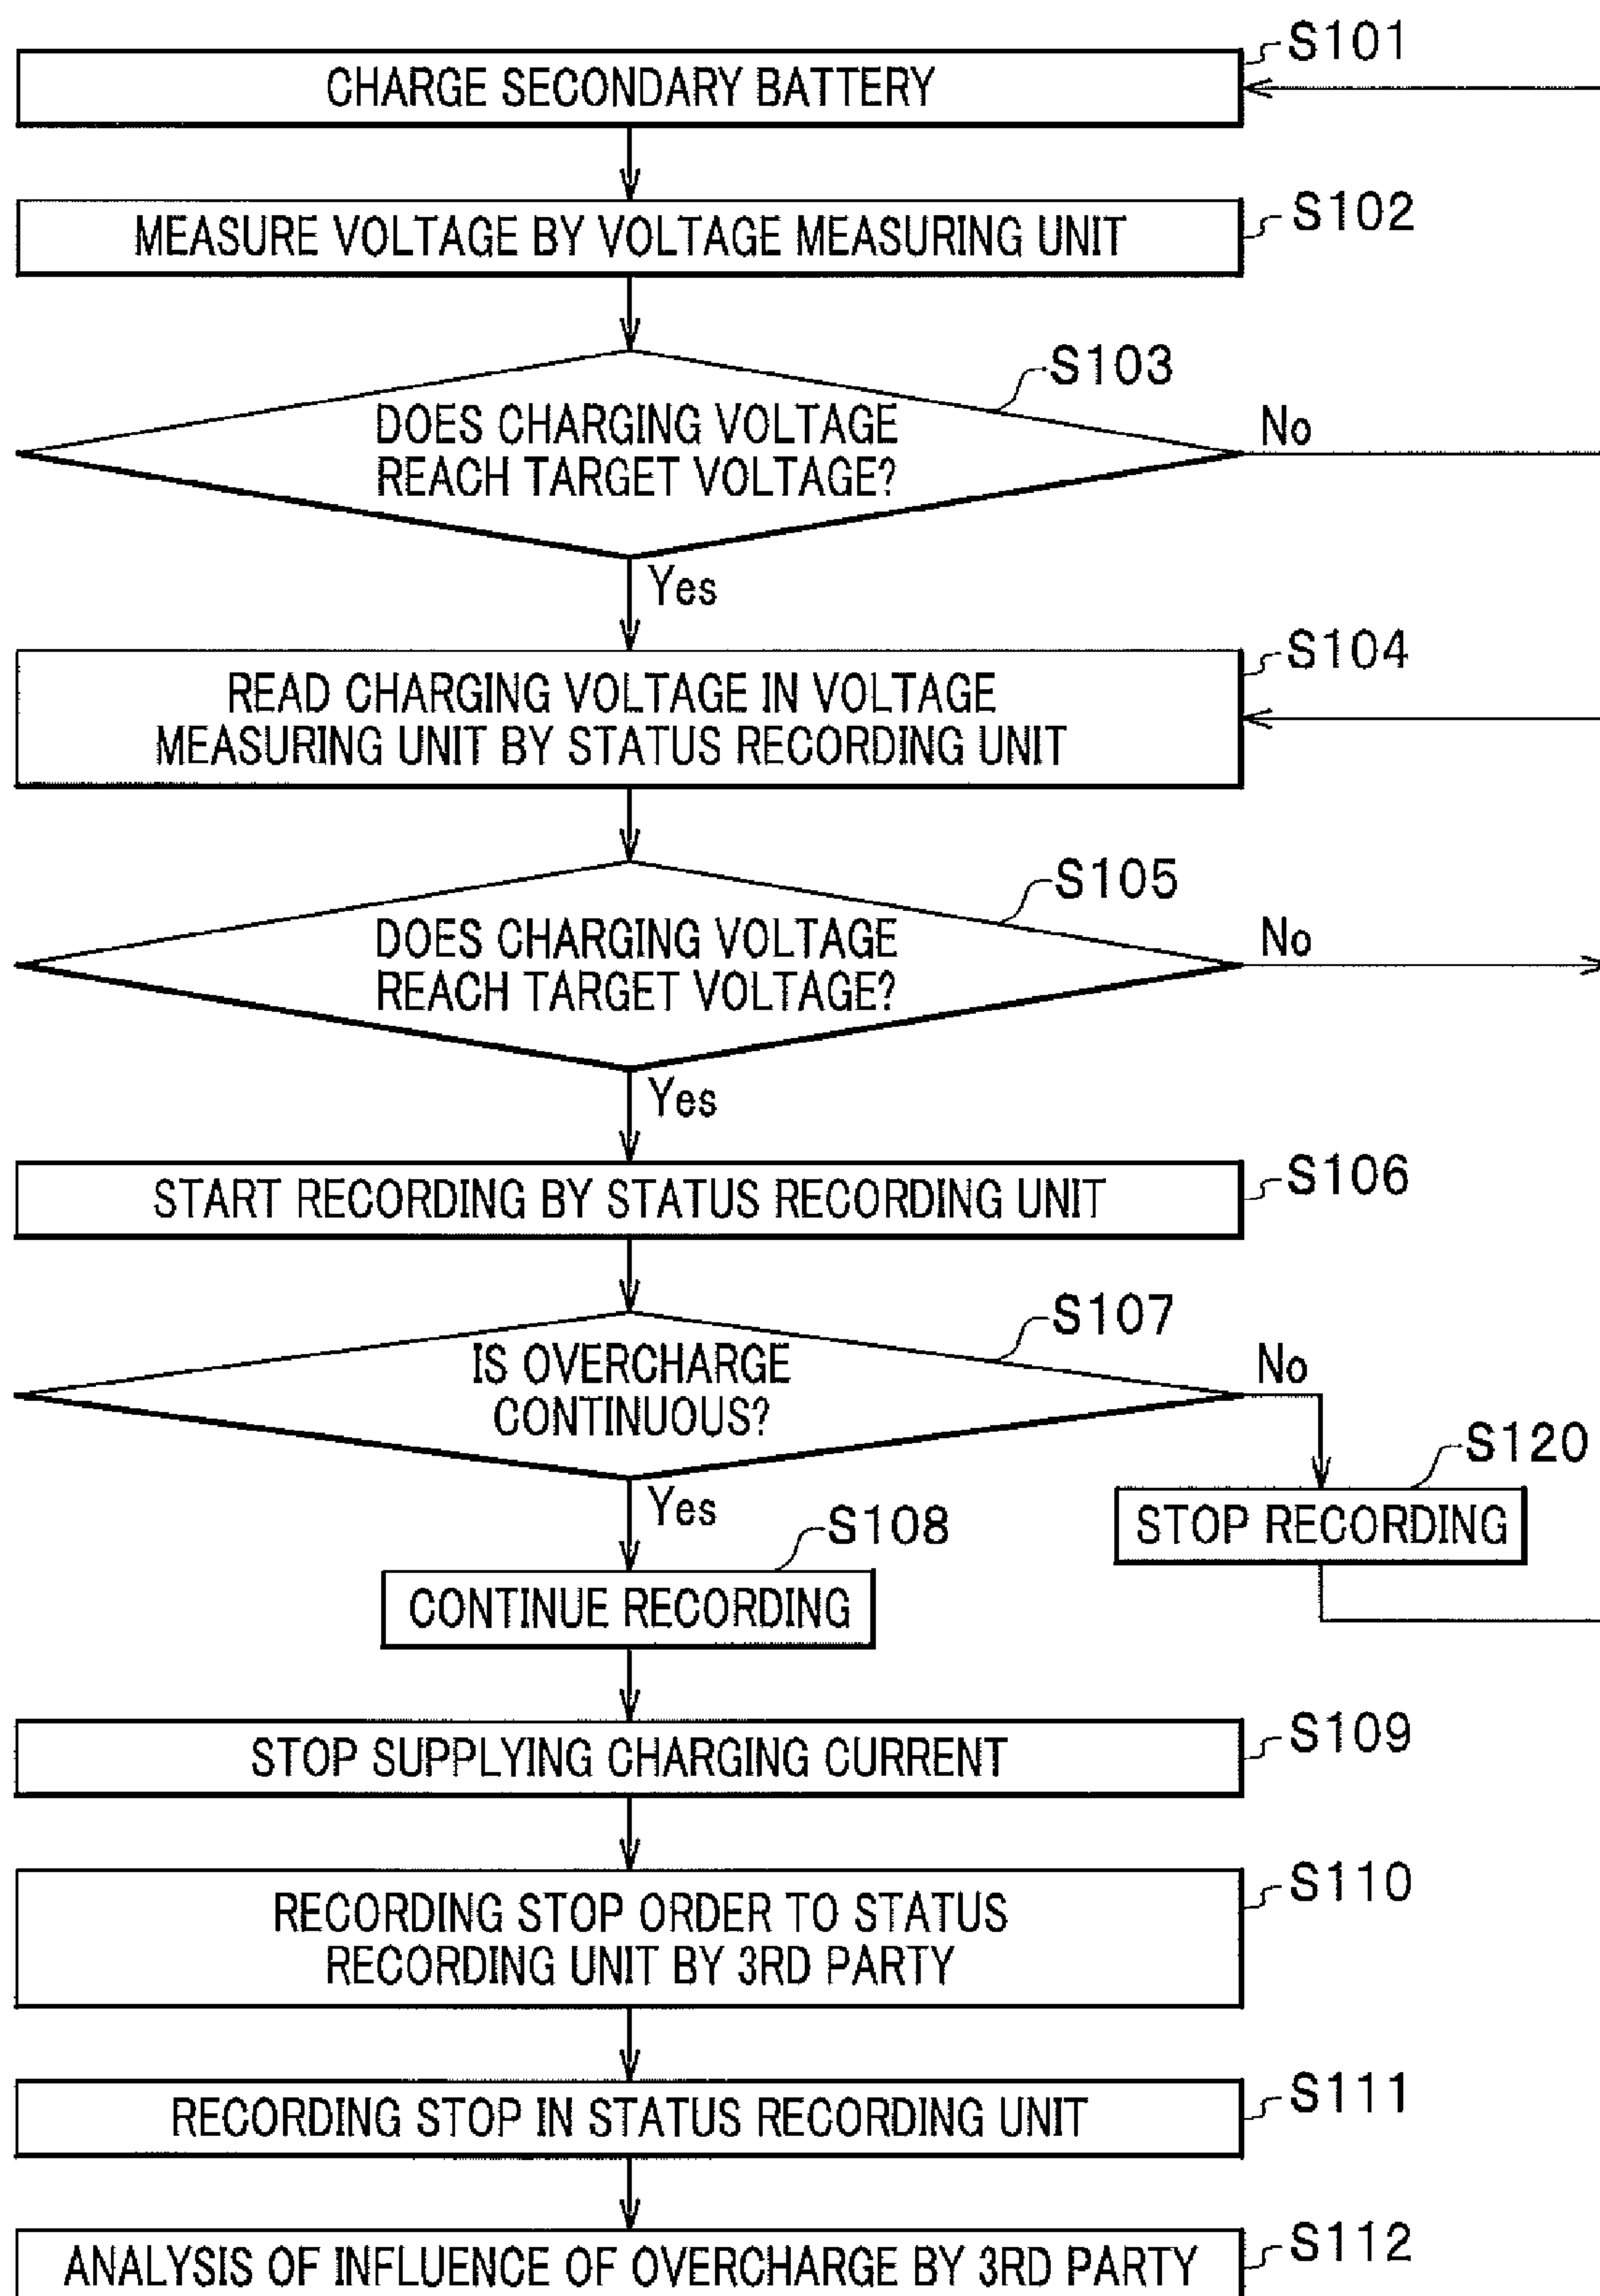 S101
CHARGE SECONDARY BATTERY
S102
MEASURE VOLTAGE BY VOLTAGE MEASURING UNIT
S103
DOES CHARGING VOLTAGE
REACH TARGET VOLTAGE?
No
Yes
S104
READ CHARGING VOLTAGE IN VOLTAGE
MEASURING UNIT BY STATUS RECORDING UNIT
S105
DOES CHARGING VOLTAGE
REACH TARGET VOLTAGE?
No
Yes
S106
START RECORDING BY STATUS RECORDING UNIT
S107
IS OVERCHARGE
CONTINUOUS?
No
S120
STOP RECORDING
Yes
S108
CONTINUE RECORDING
S109
STOP SUPPLYING CHARGING CURRENT
S110
RECORDING STOP ORDER TO STATUS
RECORDING UNIT BY 3RD PARTY
S111
RECORDING STOP IN STATUS RECORDING UNIT
S112
ANALYSIS OF INFLUENCE OF OVERCHARGE BY 3RD PARTY